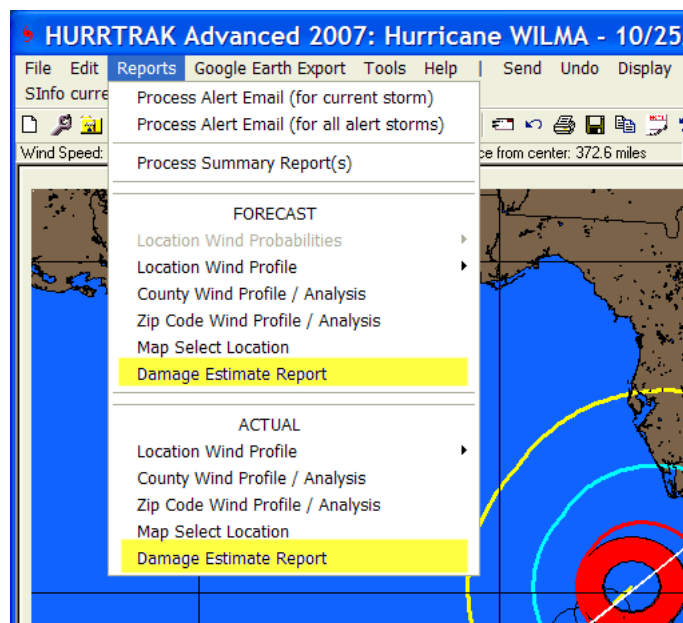 HURRTRAK Advanced 2007: Hurricane WILMA - 10/25
File Edit Reports Google Earth Export Tools Help | Send Undo Display
SInfo curre
Process Alert Email (for current storm)
Process Alert Email (for all alert storms)
Wind Speed:
ce from center: 372.6 miles
Process Summary Report(s)
FORECAST
Location Wind Probabilities
Location Wind Profile
County Wind Profile / Analysis
Zip Code Wind Profile / Analysis
Map Select Location
Damage Estimate Report
ACTUAL
Location Wind Profile
County Wind Profile / Analysis
Zip Code Wind Profile / Analysis
Map Select Location
Damage Estimate Report